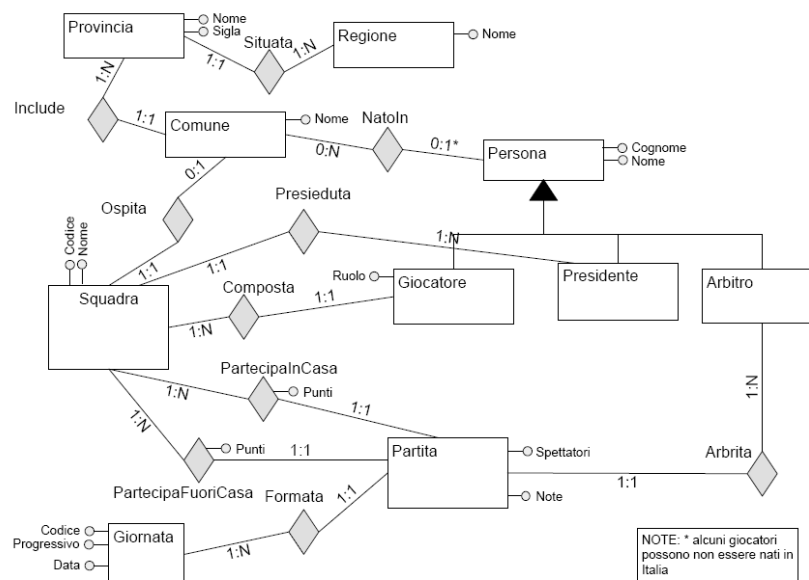 Provincia
Nome
Sigla
Situata
1:1
1:N
Regione
Nome
1:N
Include
1:1
Comune
Nome
NatoIn
0:N
0:1*
Persona
Cognome
Nome
0:1
Ospita
1:1
Presieduta
1:1
1:N
Codice
Nome
Squadra
Composta
1:N
1:1
Ruolo
Giocatore
Presidente
Arbitro
PartecipaInCasa
Punti
1:N
1:1
1:N
1:N
Punti
1:1
PartecipaFuoriCasa
Partita
Spettatori
Note
1:1
Arbrita
Formata
1:1
1:N
Codice
Progressivo
Data
Giornata
NOTE: * alcuni giocatori
possono non essere nati in
Italia